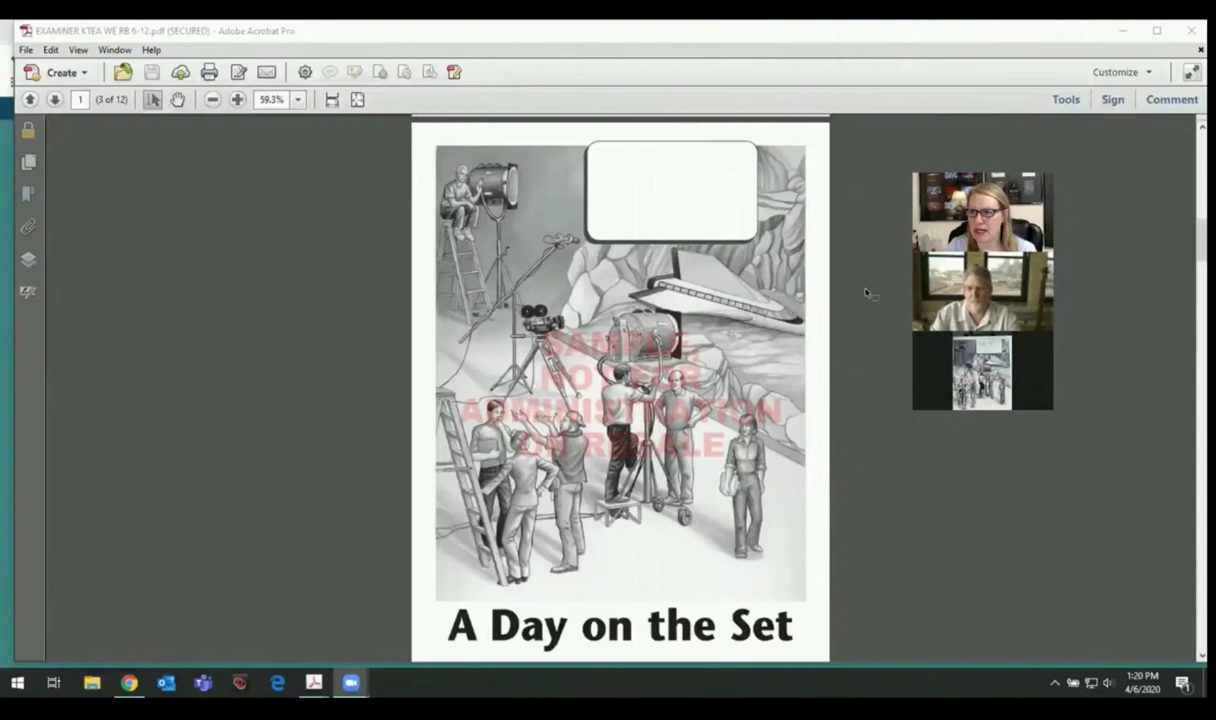 EXAMINER KTEA WE RB 6-12.pdf (SECURED) - Adobe Acrobat Pro
File Edit View Window Help
Create Customize
1 (3 of 12) 59.3% Tools Sign Comment
SAMPLE,
NOT FOR
ADMINISTRATION
OR RESALE
A Day on the Set
1:20 PM
4/6/2020
1